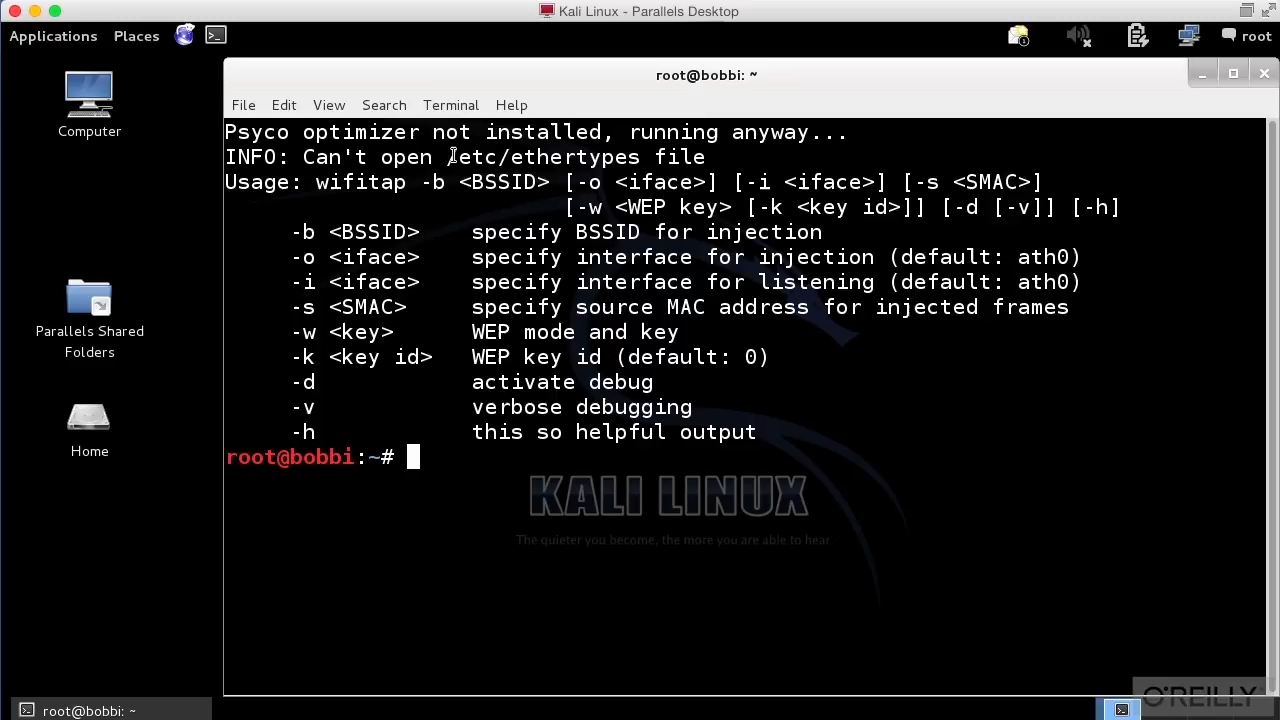 Kali Linux - Parallels Desktop
Applications Places root
root@bobbi: ~
File Edit View Search Terminal Help
Computer
Parallels Shared
Folders
Home
Psyco optimizer not installed, running anyway...
INFO: Can't open /etc/ethertypes file
Usage: wifitap -b <BSSID> [-o <iface>] [-i <iface>] [-s <SMAC>]
[-w <WEP key> [-k <key id>]] [-d [-v]] [-h]
-b <BSSID> specify BSSID for injection
-o <iface> specify interface for injection (default: ath0)
-i <iface> specify interface for listening (default: ath0)
-s <SMAC> specify source MAC address for injected frames
-w <key> WEP mode and key
-k <key id> WEP key id (default: 0)
-d activate debug
-v verbose debugging
-h this so helpful output
root@bobbi:~#
KALI LINUX
The quieter you become, the more you are able to hear
root@bobbi: ~
O'REILLY